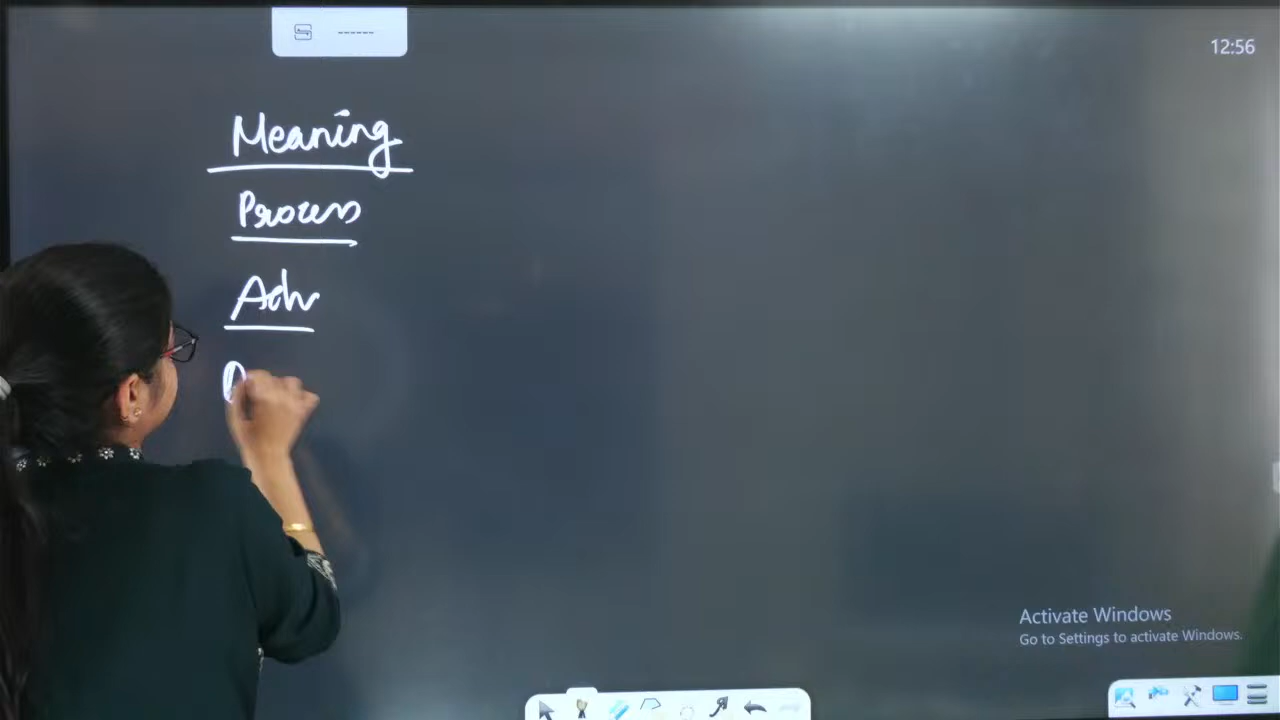 12:56
Meaning
Process
Adv
Activate Windows
Go to Settings to activate Windows.